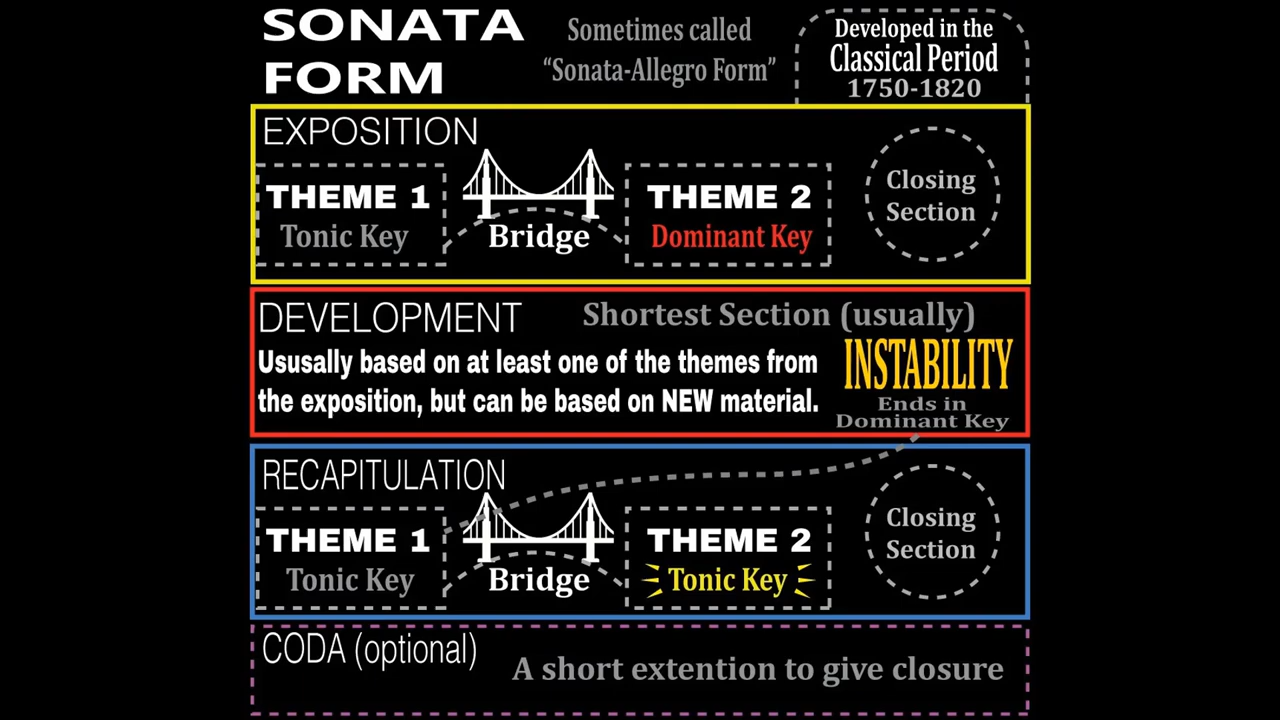 SONATA
FORM
Sometimes called
“Sonata-Allegro Form”
Developed in the
Classical Period
1750-1820
EXPOSITION
THEME 1
Tonic Key
Bridge
THEME 2
Dominant Key
Closing
Section
DEVELOPMENT
Shortest Section (usually)
Ususally based on at least one of the themes from
the exposition, but can be based on NEW material.
INSTABILITY
Ends in
Dominant Key
RECAPITULATION
THEME 1
Tonic Key
Bridge
THEME 2
Tonic Key
Closing
Section
CODA (optional)
A short extention to give closure